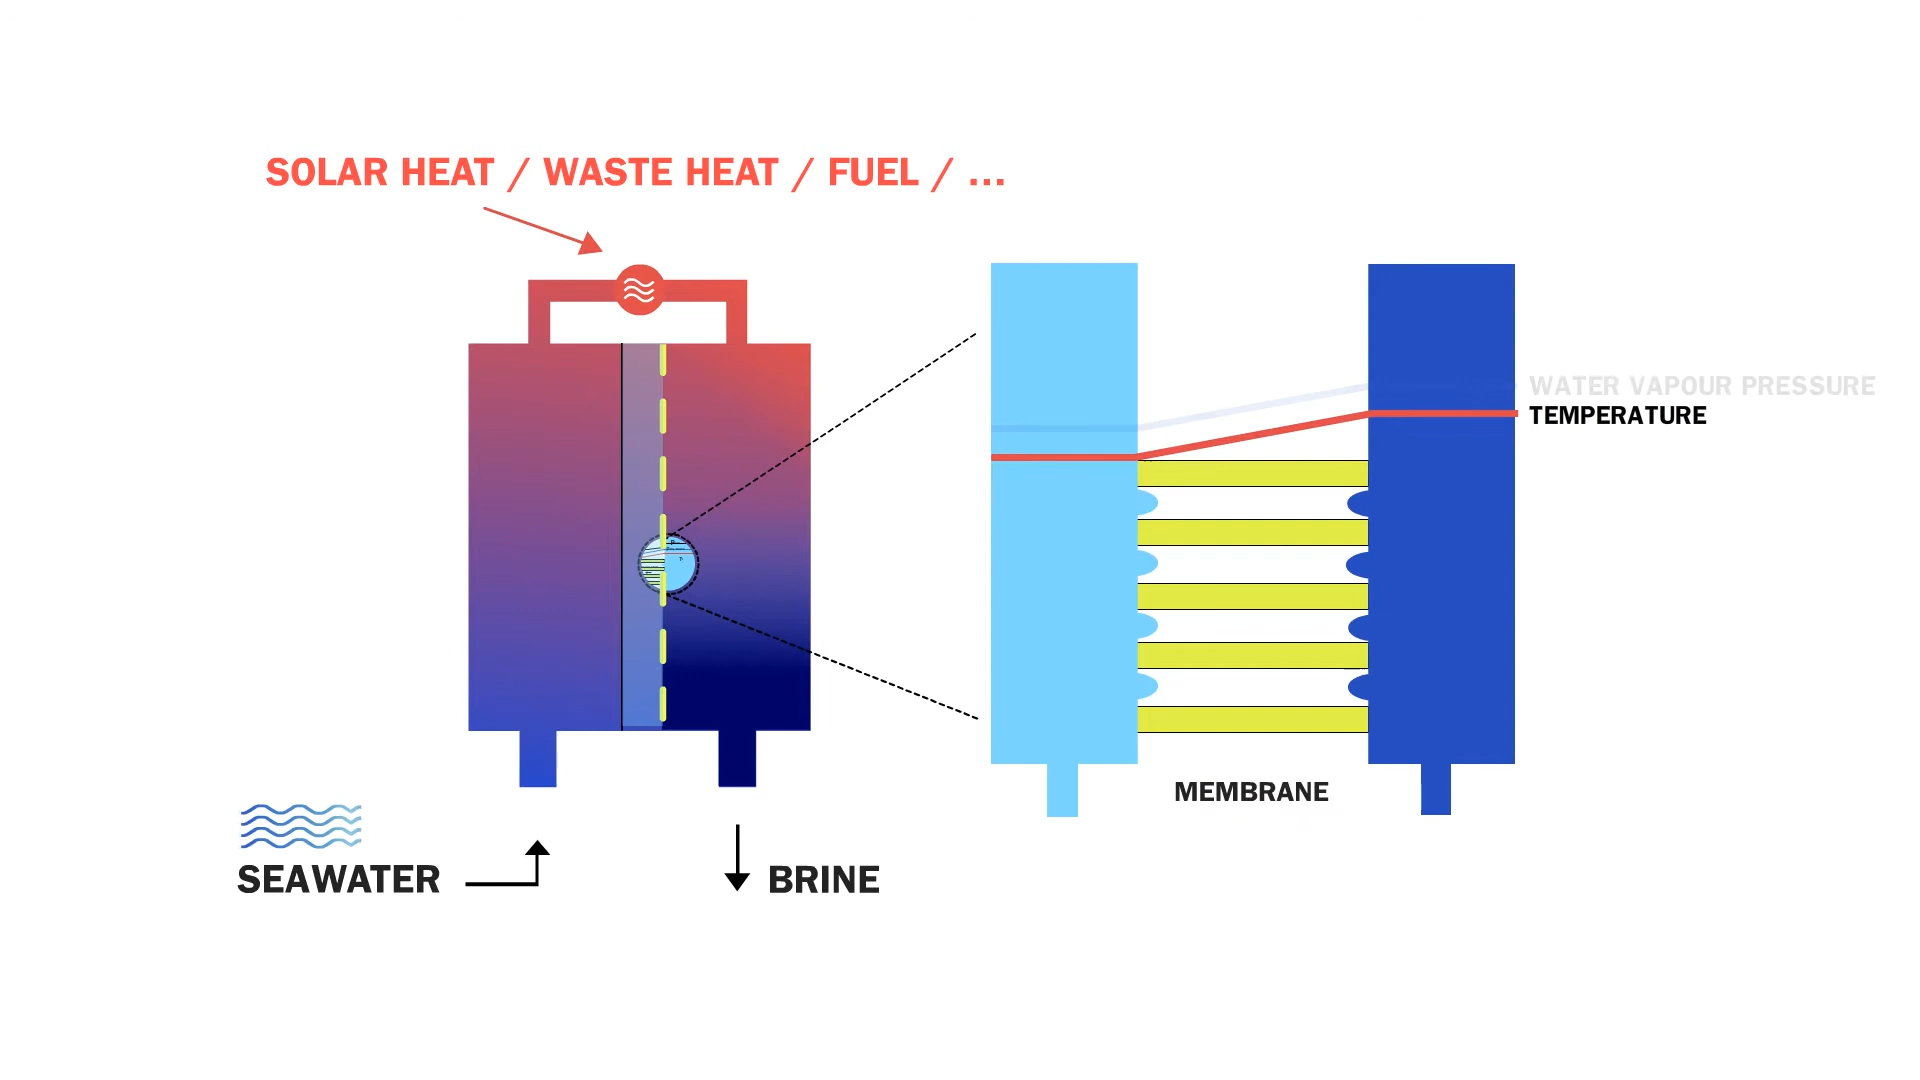 SOLAR HEAT / WASTE HEAT / FUEL / ...
WATER VAPOUR PRESSURE
TEMPERATURE
MEMBRANE
SEAWATER
BRINE